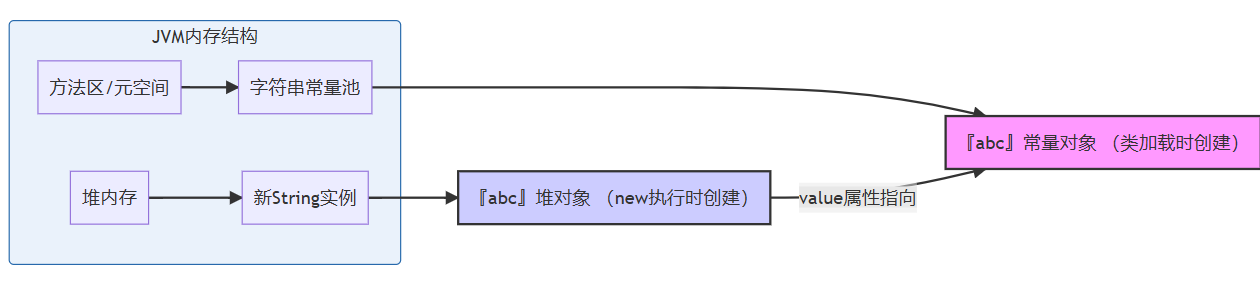 JVM内存结构
方法区/元空间
字符串常量池
『abc』常量对象 （类加载时创建）
堆内存
新String实例
『abc』堆对象 （new执行时创建）
value属性指向